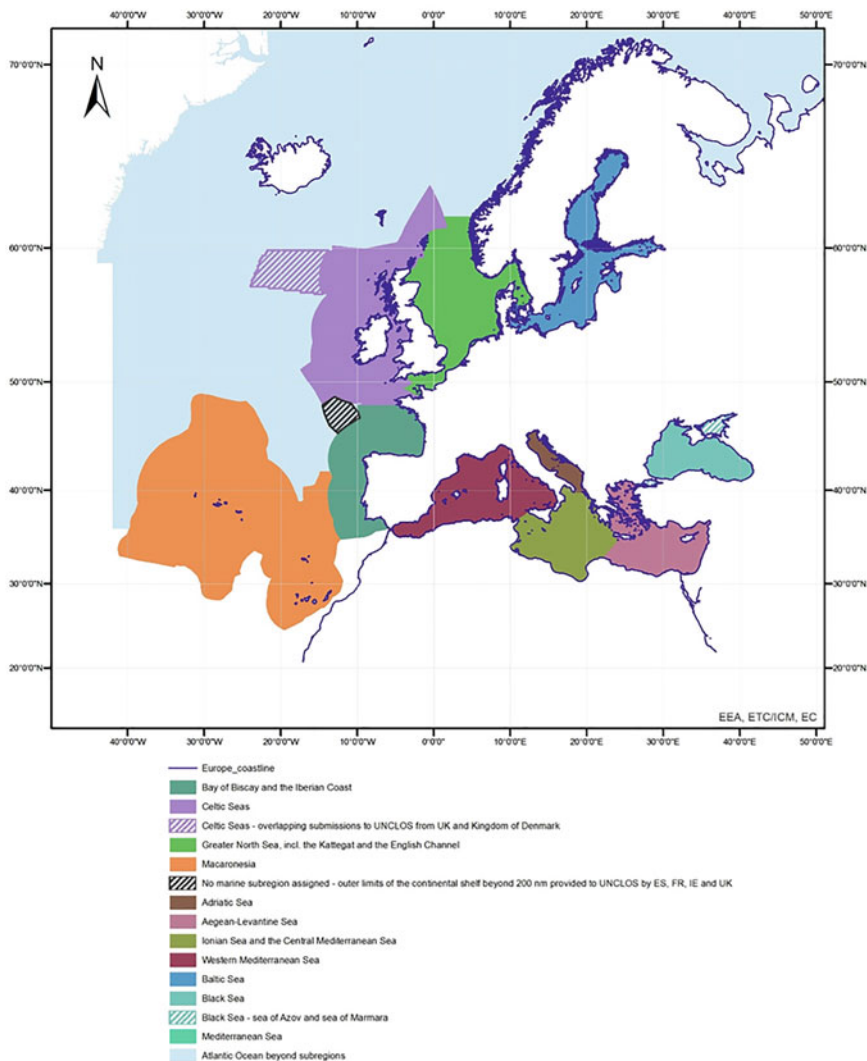 40°0'0"W 30°0'0"W 20°0'0"W 10°0'0"W 0°0'0" 10°0'0"E 20°0'0"E 30°0'0"E 40°0'0"E 50°0'0"E
N
70°0'0"N 70°0'0"N
60°0'0"N 60°0'0"N
50°0'0"N 50°0'0"N
40°0'0"N 40°0'0"N
30°0'0"N 30°0'0"N
20°0'0"N 20°0'0"N
EEA, ETC/ICM, EC
40°0'0"W 30°0'0"W 20°0'0"W 10°0'0"W 0°0'0" 10°0'0"E 20°0'0"E 30°0'0"E 40°0'0"E 50°0'0"E
Europe_coastline
Bay of Biscay and the Iberian Coast
Celtic Seas
Celtic Seas - overlapping submissions to UNCLOS from UK and Kingdom of Denmark
Greater North Sea, incl. the Kattegat and the English Channel
Macaronesia
No marine subregion assigned - outer limits of the continental shelf beyond 200 nm provided to UNCLOS by ES, FR, IE and UK
Adriatic Sea
Aegean-Levantine Sea
Ionian Sea and the Central Mediterranean Sea
Western Mediterranean Sea
Baltic Sea
Black Sea
Black Sea - sea of Azov and sea of Marmara
Mediterranean Sea
Atlantic Ocean beyond subregions